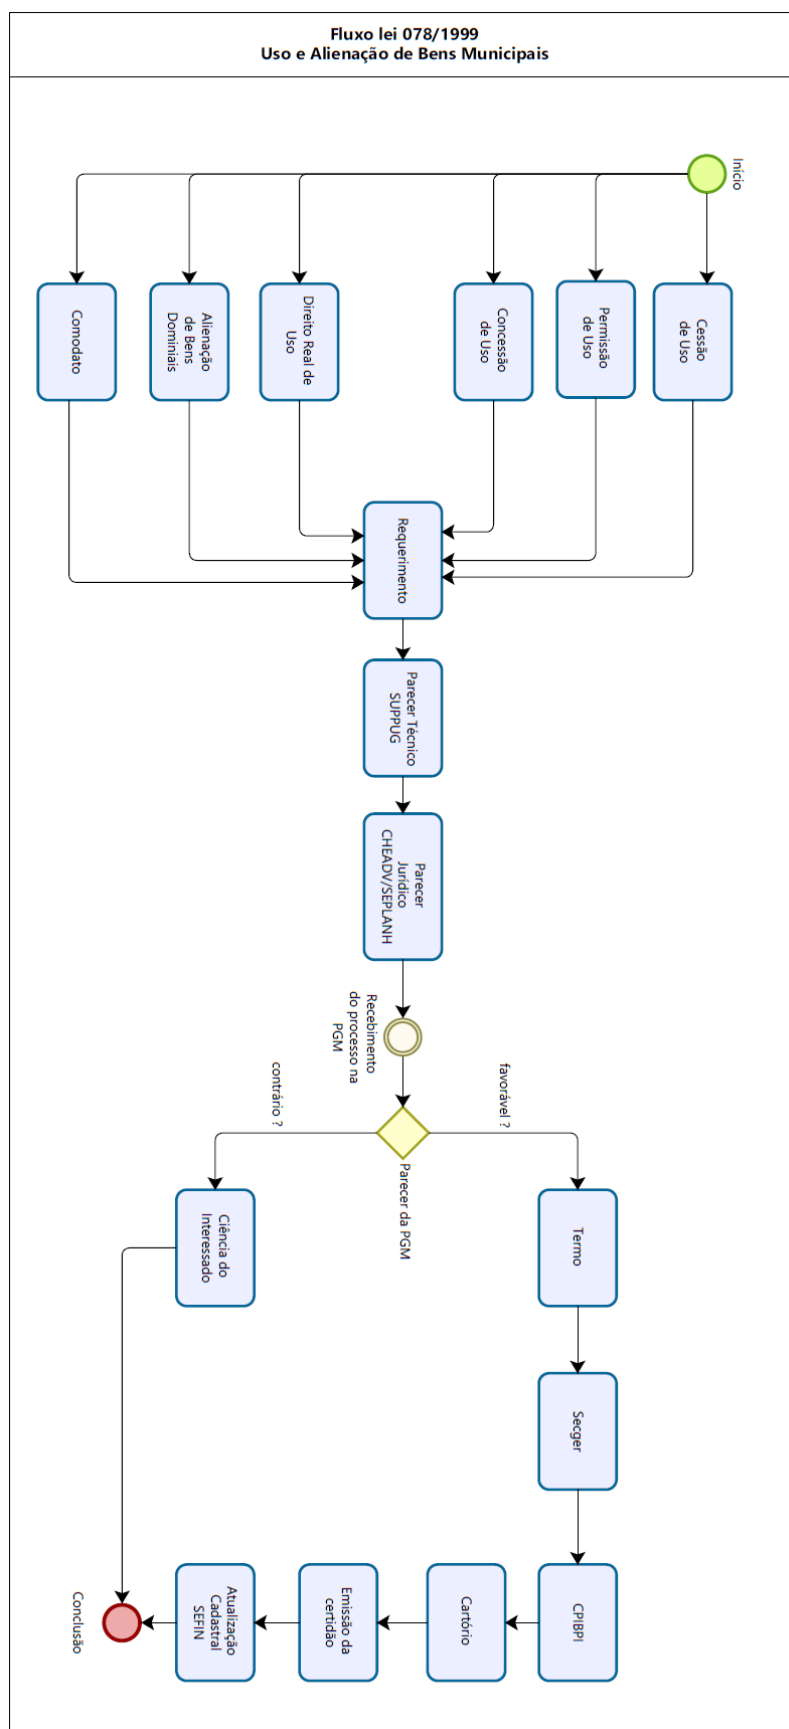 Fluxo lei 078/1999
Uso e Alienação de Bens Municipais
Início
Cessão
de Uso
Permissão
de Uso
Concessão
de Uso
Direito Real de
Uso
Alienação
de Bens
Dominiais
Comodato
Requerimento
Parecer Técnico
SUPPUG
Parecer
Jurídico
CHEADV/SEPLANH
Recebimento
do processo na
PGM
Parecer da PGM
favorável ?
contrário ?
Termo
Ciência do
Interessado
Secger
CPIBPI
Cartório
Emissão da
certidão
Atualização
Cadastral
SEFIN
Conclusão